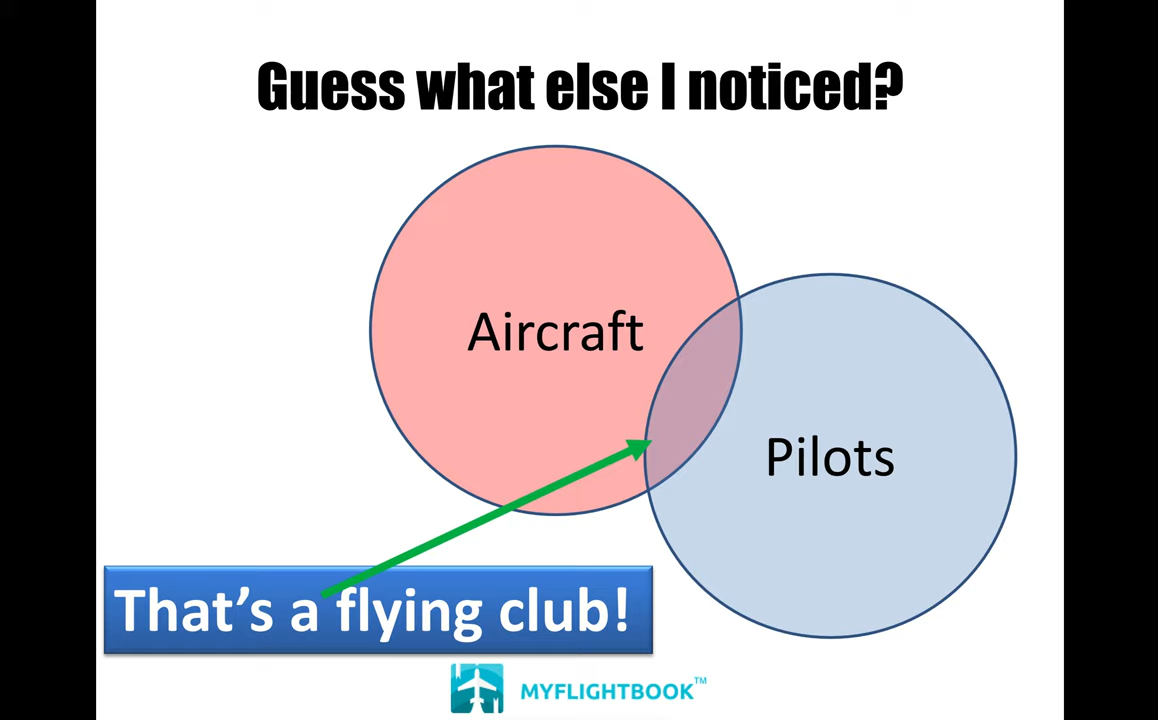 Guess what else I noticed?
Aircraft
Pilots
That's a flying club!
MYFLIGHTBOOK™